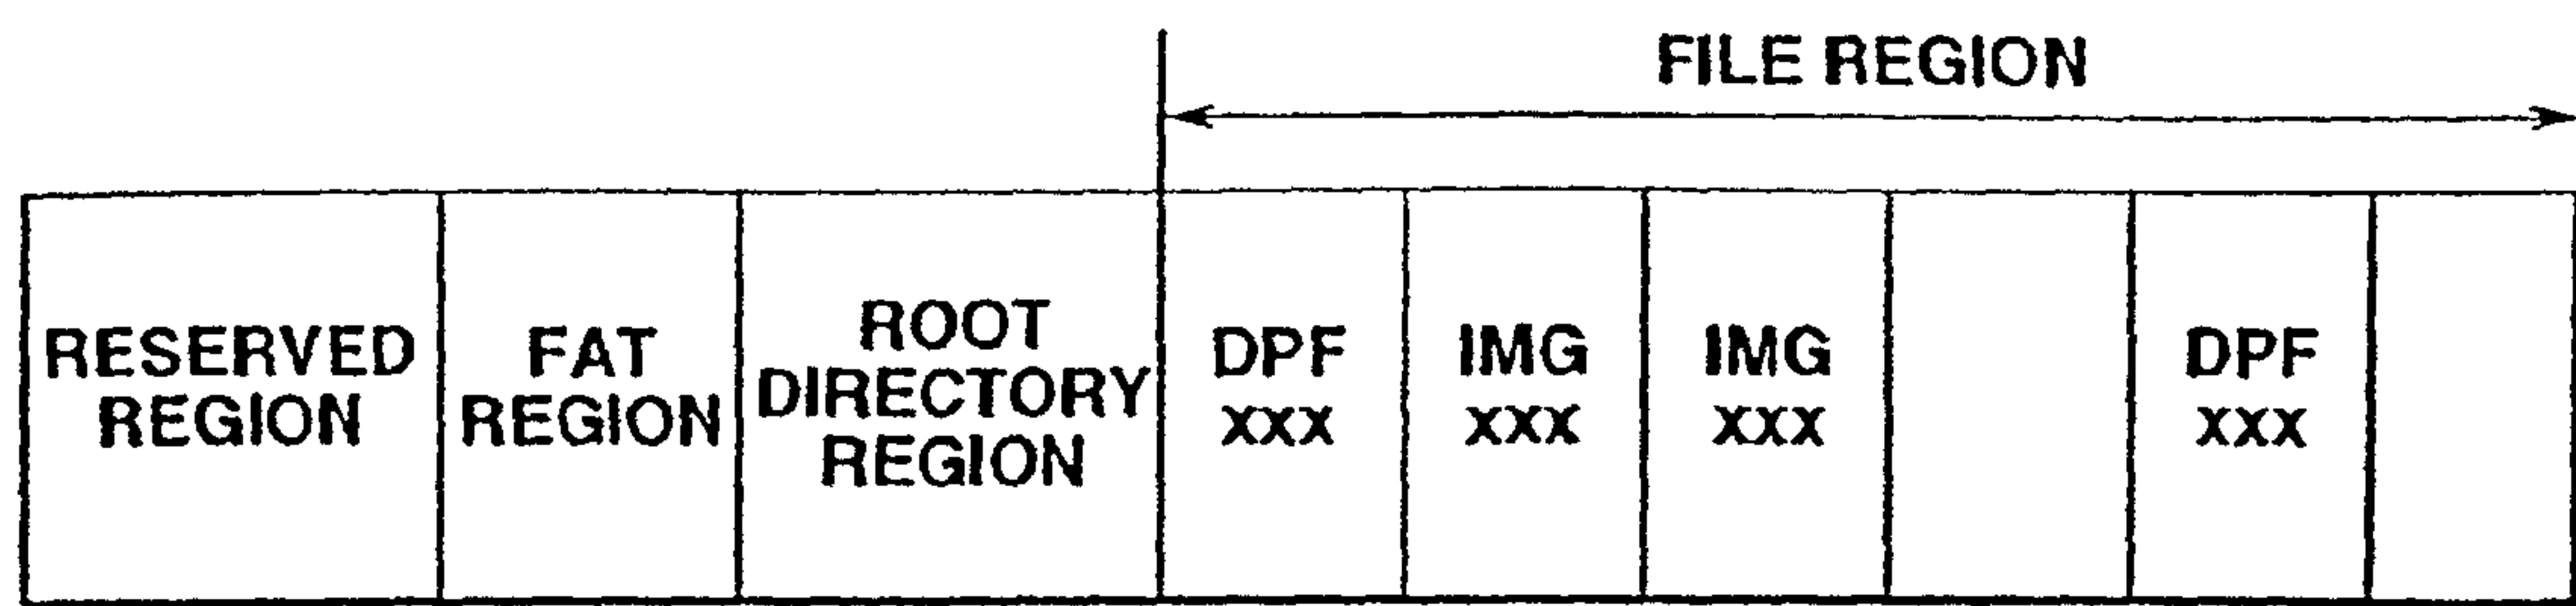 FILE REGION
RESERVED
REGION
FAT
REGION
ROOT
DIRECTORY
REGION
DPF
xxx
IMG
xxx
IMG
xxx
DPF
xxx